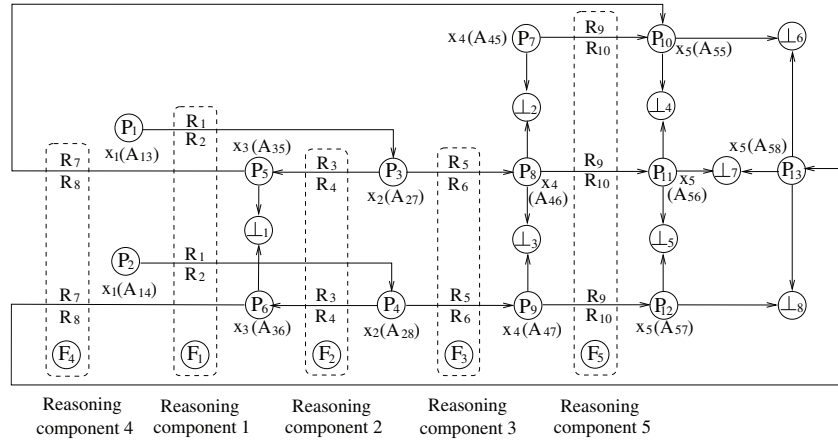 P7 x4(A45) R9 R10 P10 x5(A55) ⊥6
P1 x1(A13) R1 R2 ⊥2 ⊥4
R7 R8 x3(A35) P5 R3 R4 P3 x2(A27) R5 R6 P8 x4(A46) R9 R10 P11 x5(A56) ⊥7 x5(A58) P13
⊥1 ⊥3 ⊥5
P2 x1(A14) R1 R2
R7 R8 P6 x3(A36) R3 R4 P4 x2(A28) R5 R6 P9 x4(A47) R9 R10 P12 x5(A57) ⊥8
F4 F1 F2 F3 F5
Reasoning component 4
Reasoning component 1
Reasoning component 2
Reasoning component 3
Reasoning component 5